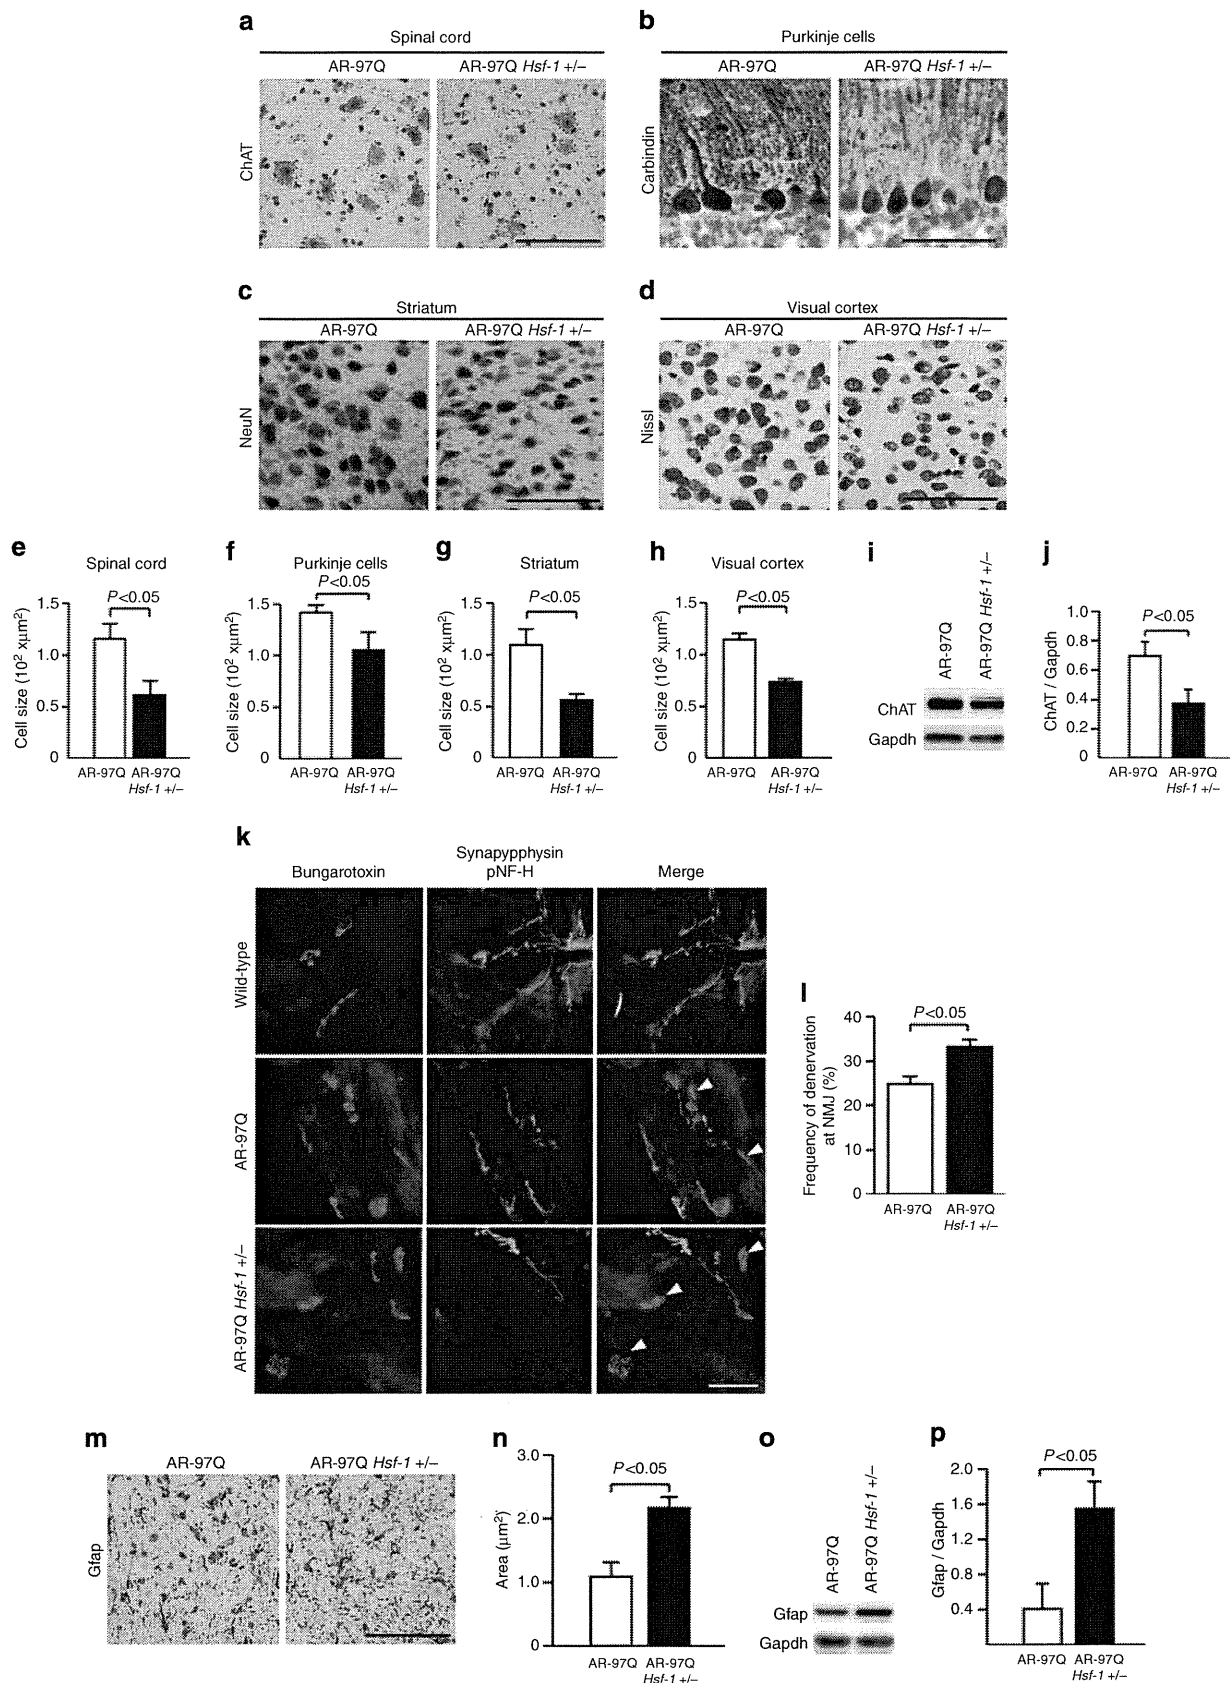 a
Spinal cord
AR-97Q
AR-97Q Hsf-1 +/–
ChAT
b
Purkinje cells
AR-97Q
AR-97Q Hsf-1 +/–
Carbindin
c
Striatum
AR-97Q
AR-97Q Hsf-1 +/–
NeuN
d
Visual cortex
AR-97Q
AR-97Q Hsf-1 +/–
Nissl
e
Spinal cord
P<0.05
1.5
1.0
0.5
0
Cell size (10² xµm²)
AR-97Q
AR-97Q
Hsf-1 +/–
f
Purkinje cells
P<0.05
1.5
1.0
0.5
0
Cell size (10² xµm²)
AR-97Q
AR-97Q
Hsf-1 +/–
g
Striatum
P<0.05
1.5
1.0
0.5
0
Cell size (10² xµm²)
AR-97Q
AR-97Q
Hsf-1 +/–
h
Visual cortex
P<0.05
1.5
1.0
0.5
0
Cell size (10² xµm²)
AR-97Q
AR-97Q
Hsf-1 +/–
i
AR-97Q
AR-97Q Hsf-1 +/–
ChAT
Gapdh
j
P<0.05
1.0
0.8
0.6
0.4
0.2
0
ChAT / Gapdh
AR-97Q
AR-97Q
Hsf-1 +/–
k
Bungarotoxin
Synapypphysin
pNF-H
Merge
Wild-type
AR-97Q
AR-97Q Hsf-1 +/–
l
P<0.05
40
30
20
10
0
Frequency of denervation
at NMJ (%)
AR-97Q
AR-97Q
Hsf-1 +/–
m
AR-97Q
AR-97Q Hsf-1 +/–
Gfap
n
P<0.05
3.0
2.0
1.0
0
Area (µm²)
AR-97Q
AR-97Q
Hsf-1 +/–
o
AR-97Q
AR-97Q Hsf-1 +/–
Gfap
Gapdh
p
P<0.05
2.0
1.6
1.2
0.8
0.4
Gfap / Gapdh
AR-97Q
AR-97Q
Hsf-1 +/–